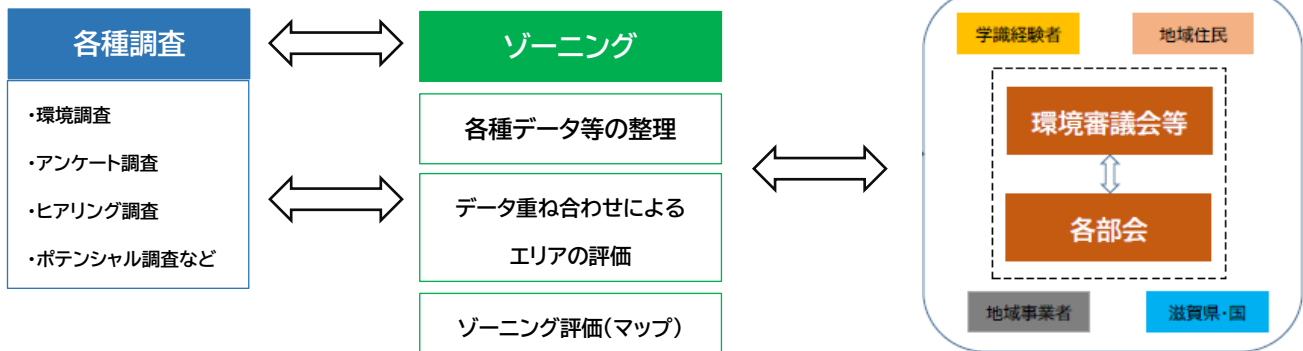 各種調査
・環境調査
・アンケート調査
・ヒアリング調査
・ポテンシャル調査など
ゾーニング
各種データ等の整理
データ重ね合わせによる
エリアの評価
ゾーニング評価(マップ)
学識経験者
地域住民
環境審議会等
各部会
地域事業者
滋賀県・国